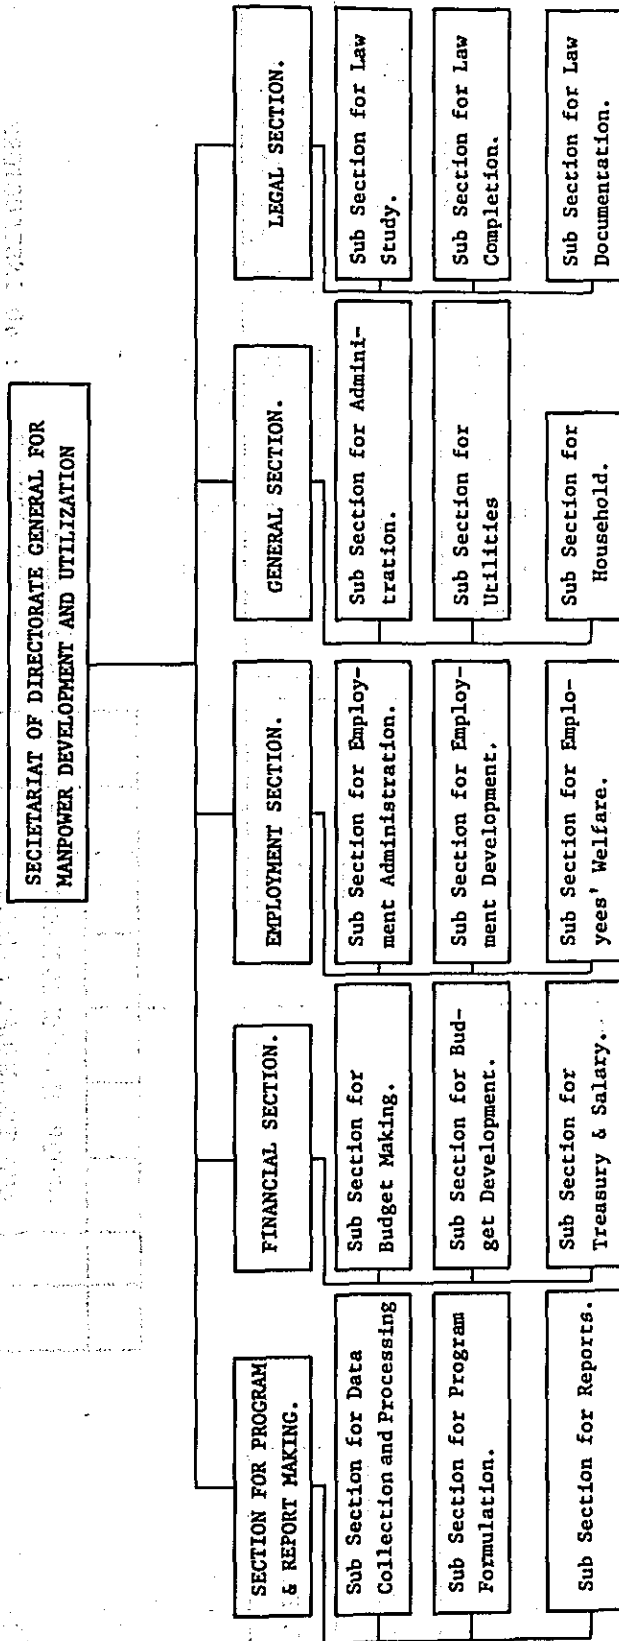 SECIETARIAT OF DIRECTORATE GENERAL FOR
MANPOWER DEVELOPMENT AND UTILIZATION
SECTION FOR PROGRAM
& REPORT MAKING.
Sub Section for Data
Collection and Processing
Sub Section for Program
Formulation.
Sub Section for Reports.
FINANCIAL SECTION.
Sub Section for
Budget Making.
Sub Section for Bud-
get Development.
Sub Section for
Treasury & Salary.
EMPLOYMENT SECTION.
Sub Section for Employ-
ment Administration.
Sub Section for Employ-
ment Development.
Sub Section for Emplo-
yees' Welfare.
GENERAL SECTION.
Sub Section for Admini-
tration.
Sub Section for
Utilities
Sub Section for
Household.
LEGAL SECTION.
Sub Section for Law
Study.
Sub Section for Law
Completion.
Sub Section for Law
Documentation.